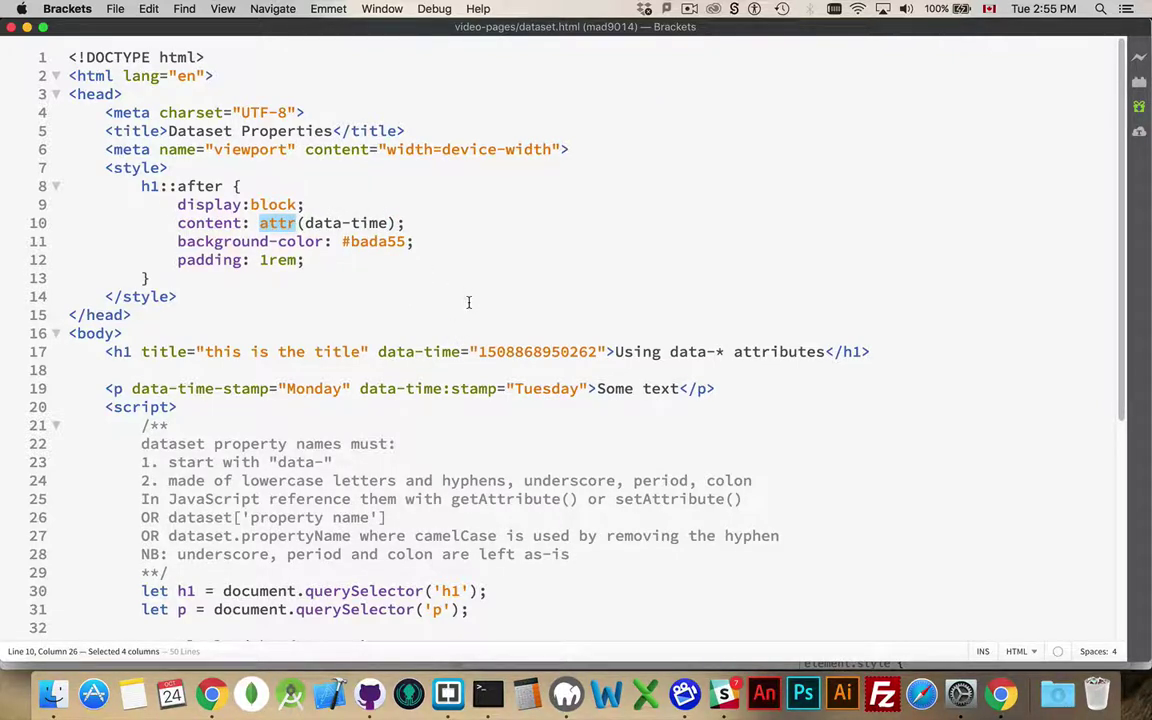 Brackets File Edit Find View Navigate Emmet Window Debug Help 100% Tue 2:55 PM
video-pages/dataset.html (mad9014) — Brackets
1 <!DOCTYPE html>
2 <html lang="en">
3 <head>
4 <meta charset="UTF-8">
5 <title>Dataset Properties</title>
6 <meta name="viewport" content="width=device-width">
7 <style>
8 h1::after {
9 display:block;
10 content: attr(data-time);
11 background-color: #bada55;
12 padding: 1rem;
13 }
14 </style>
15 </head>
16 <body>
17 <h1 title="this is the title" data-time="1508868950262">Using data-* attributes</h1>
18
19 <p data-time-stamp="Monday" data-time:stamp="Tuesday">Some text</p>
20 <script>
21 /**
22 dataset property names must:
23 1. start with "data-"
24 2. made of lowercase letters and hyphens, underscore, period, colon
25 In JavaScript reference them with getAttribute() or setAttribute()
26 OR dataset['property name']
27 OR dataset.propertyName where camelCase is used by removing the hyphen
28 NB: underscore, period and colon are left as-is
29 **/
30 let h1 = document.querySelector('h1');
31 let p = document.querySelector('p');
32
Line 10, Column 26 — Selected 4 columns — 50 Lines INS HTML Spaces: 4
element.style {
OCT
24
7
An Ps Ai Fz